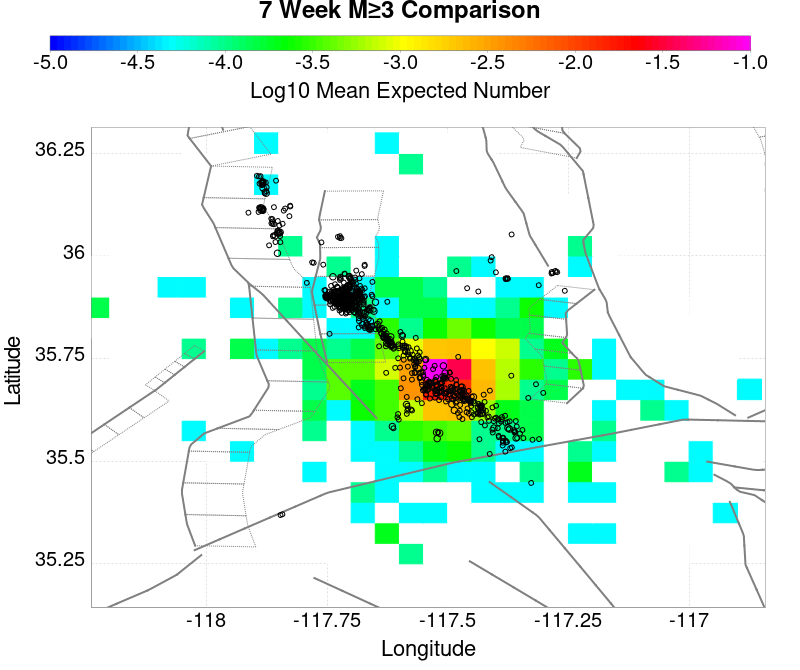 7 Week M≥3 Comparison
-5.0 -4.5 -4.0 -3.5 -3.0 -2.5 -2.0 -1.5 -1.0
Log10 Mean Expected Number
36.25
36
35.75
35.5
35.25
Latitude
-118 -117.75 -117.5 -117.25 -117
Longitude